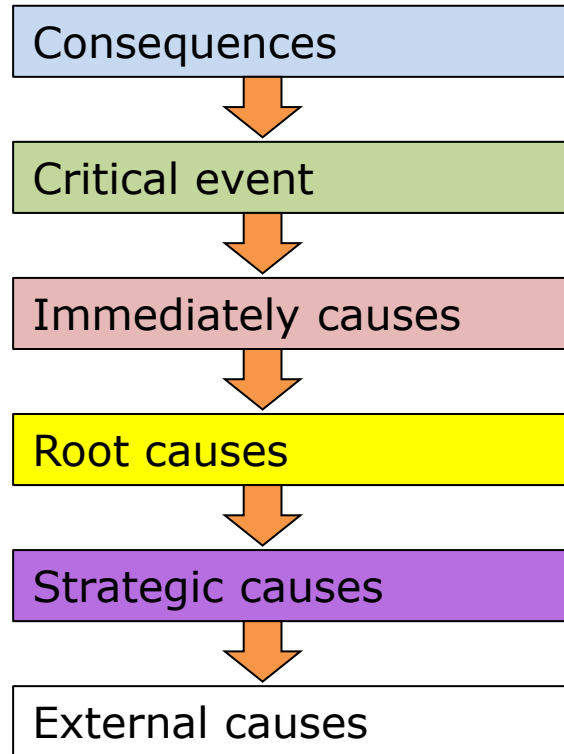 Consequences
Critical event
Immediately causes
Root causes
Strategic causes
External causes